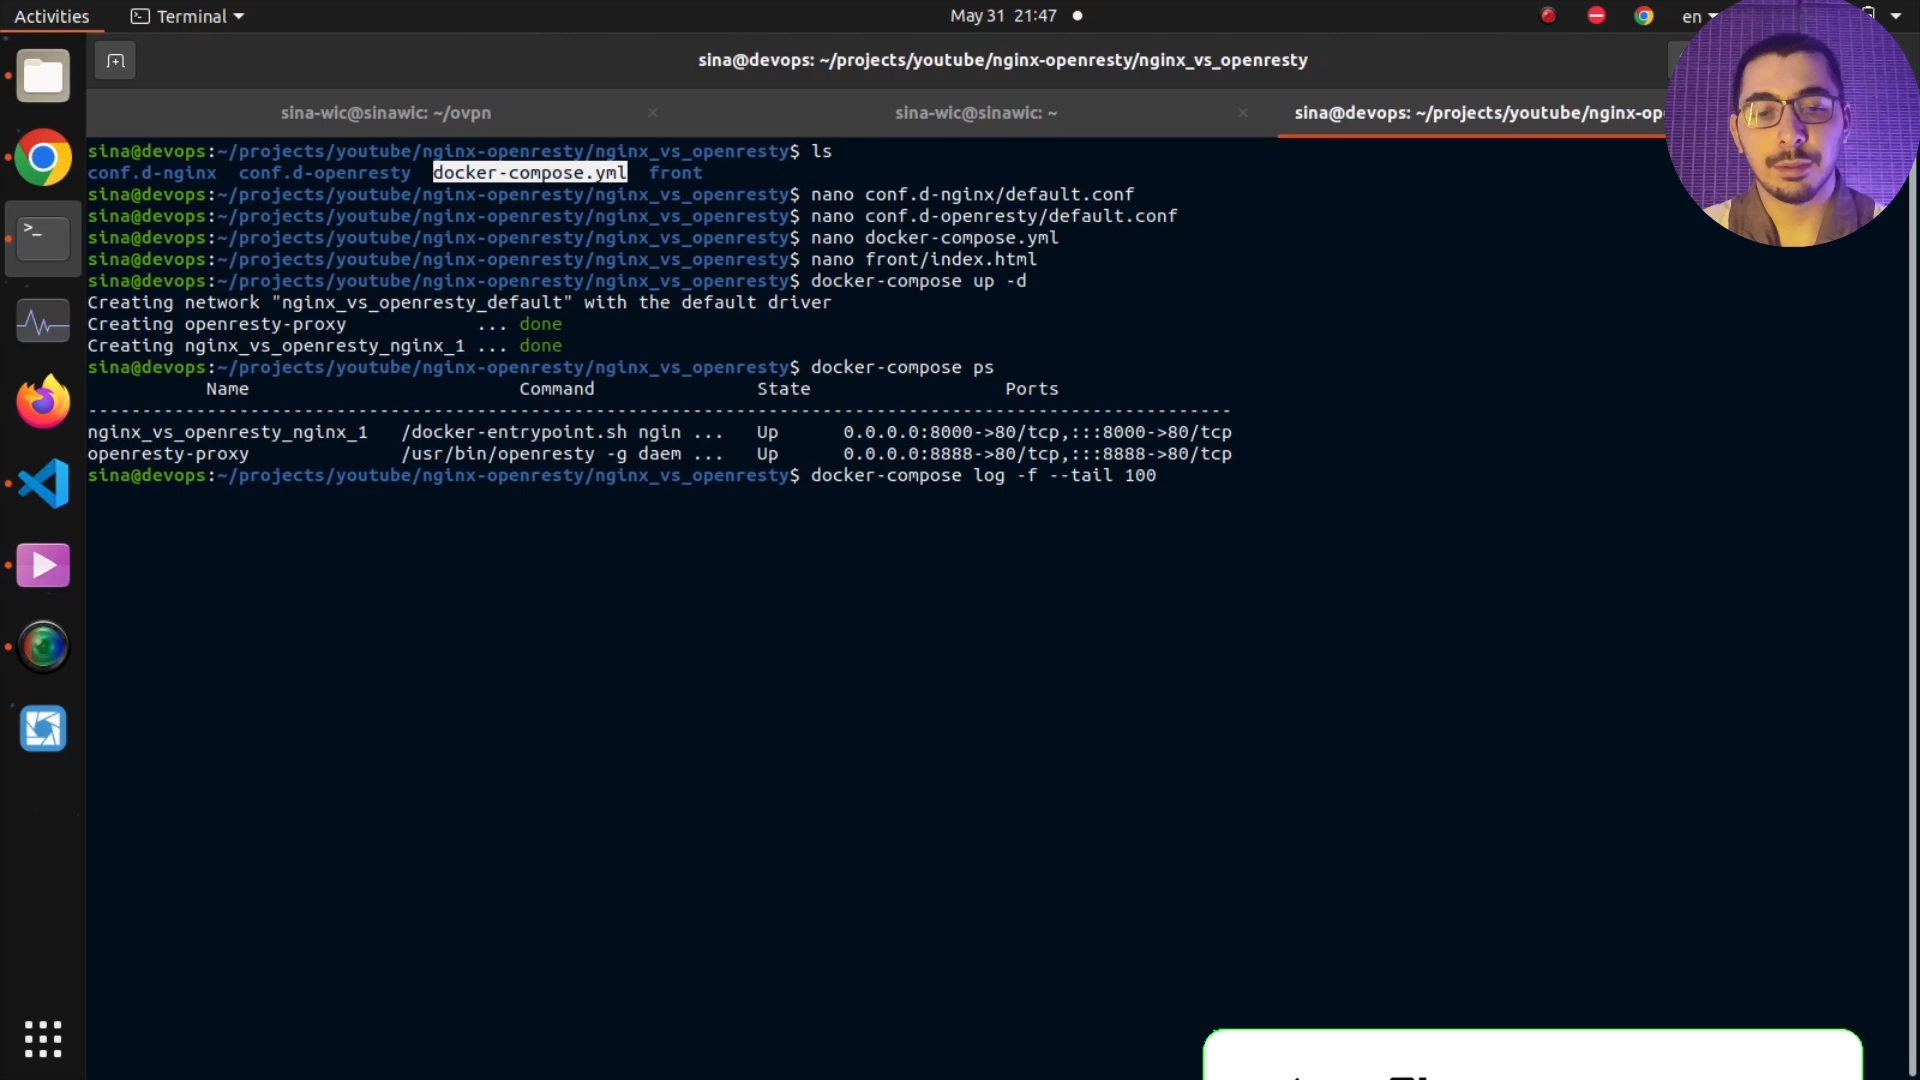 Activities
Terminal
May 31 21:47
en
sina@devops: ~/projects/youtube/nginx-openresty/nginx_vs_openresty
sina-wic@sinawic: ~/ovpn
sina-wic@sinawic: ~
sina@devops: ~/projects/youtube/nginx-op
sina@devops:~/projects/youtube/nginx-openresty/nginx_vs_openresty$ ls
conf.d-nginx conf.d-openresty docker-compose.yml front
sina@devops:~/projects/youtube/nginx-openresty/nginx_vs_openresty$ nano conf.d-nginx/default.conf
sina@devops:~/projects/youtube/nginx-openresty/nginx_vs_openresty$ nano conf.d-openresty/default.conf
sina@devops:~/projects/youtube/nginx-openresty/nginx_vs_openresty$ nano docker-compose.yml
sina@devops:~/projects/youtube/nginx-openresty/nginx_vs_openresty$ nano front/index.html
sina@devops:~/projects/youtube/nginx-openresty/nginx_vs_openresty$ docker-compose up -d
Creating network "nginx_vs_openresty_default" with the default driver
Creating openresty-proxy ... done
Creating nginx_vs_openresty_nginx_1 ... done
sina@devops:~/projects/youtube/nginx-openresty/nginx_vs_openresty$ docker-compose ps
Name Command State Ports
----------------------------------------------------------------------------------------------------------
nginx_vs_openresty_nginx_1 /docker-entrypoint.sh ngin ... Up 0.0.0.0:8000->80/tcp,:::8000->80/tcp
openresty-proxy /usr/bin/openresty -g daem ... Up 0.0.0.0:8888->80/tcp,:::8888->80/tcp
sina@devops:~/projects/youtube/nginx-openresty/nginx_vs_openresty$ docker-compose log -f --tail 100